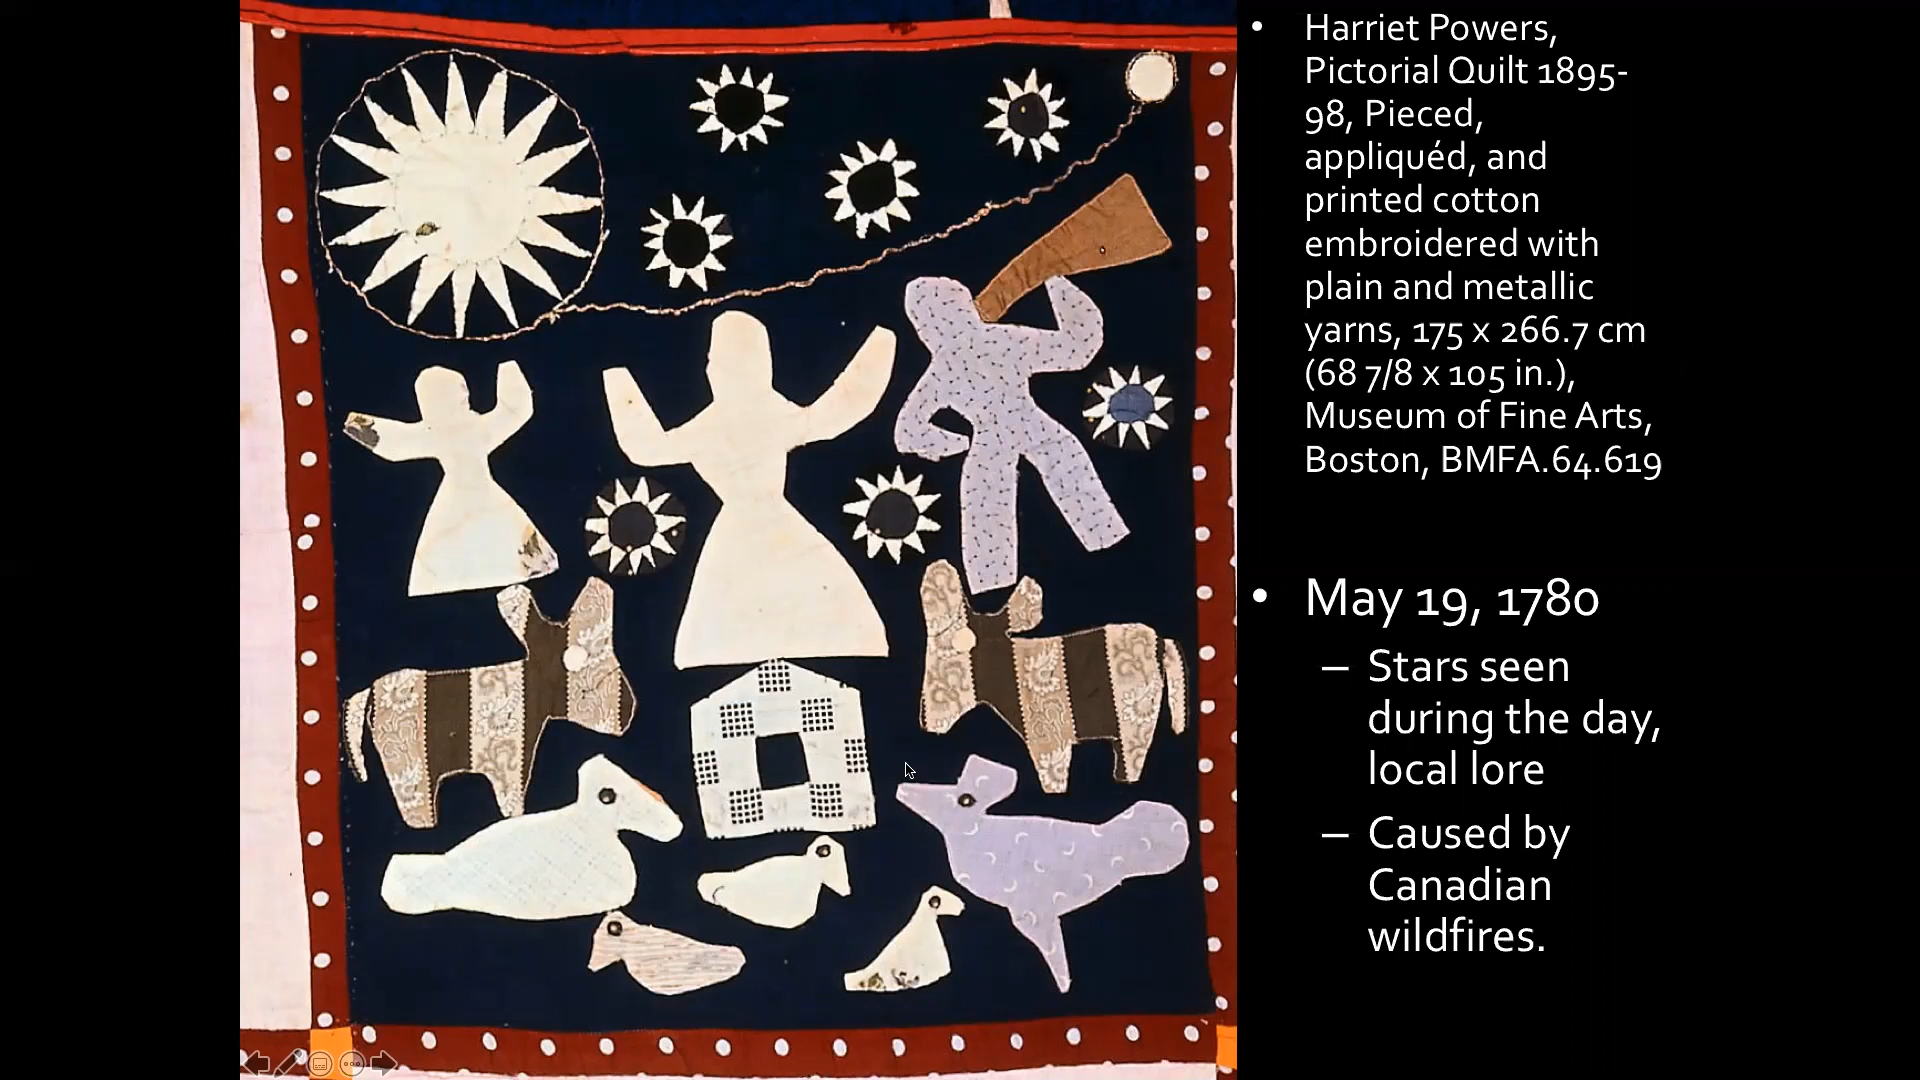 • Harriet Powers,
Pictorial Quilt 1895-
98, Pieced,
appliquéd, and
printed cotton
embroidered with
plain and metallic
yarns, 175 x 266.7 cm
(68 7/8 x 105 in.),
Museum of Fine Arts,
Boston, BMFA.64.619
• May 19, 1780
– Stars seen
during the day,
local lore
– Caused by
Canadian
wildfires.